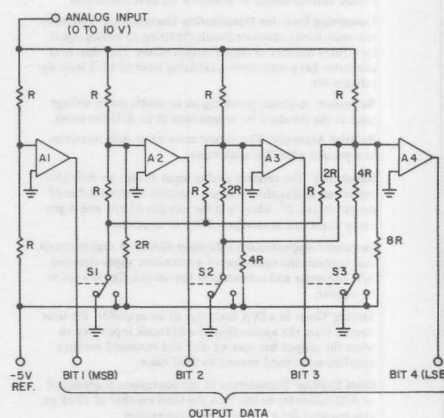 ANALOG INPUT
(0 TO 10 V)
R R R R
A1 A2 A3 A4
R R R 2R R 2R 4R
R 2R 4R 8R
S1 S2 S3
-5V
REF.
BIT 1 (MSB) BIT 2 BIT 3 BIT 4 (LSB
OUTPUT DATA